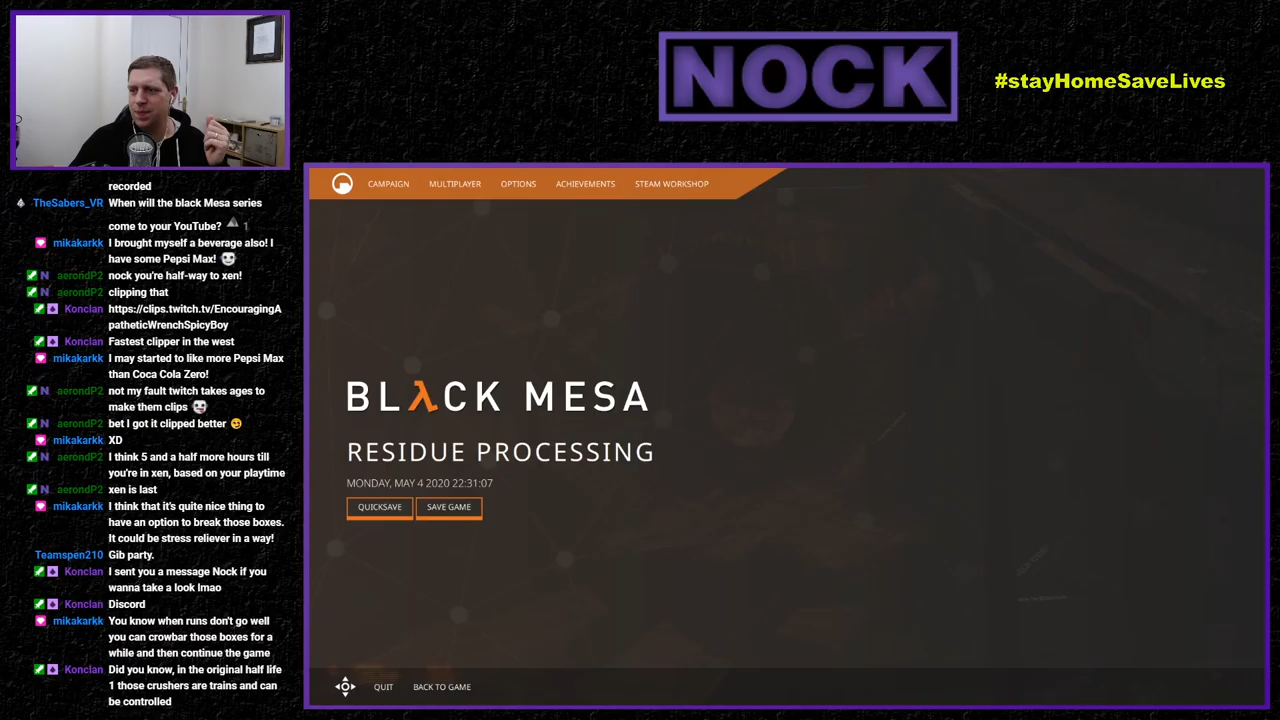 NOCK
#stayHomeSaveLives
recorded
TheSabers_VR When will the black Mesa series
come to your YouTube? 1
mikakarkk I brought myself a beverage also! I
have some Pepsi Max!
aerondP2 nock you're half-way to xen!
aerondP2 clipping that
Konclan https://clips.twitch.tv/EncouragingA
patheticWrenchSpicyBoy
Konclan Fastest clipper in the west
mikakarkk I may started to like more Pepsi Max
than Coca Cola Zero!
aerondP2 not my fault twitch takes ages to
make them clips
aerondP2 bet I got it clipped better
mikakarkk XD
aerondP2 I think 5 and a half more hours till
you're in xen, based on your playtime
aerondP2 xen is last
mikakarkk I think that it's quite nice thing to
have an option to break those boxes.
It could be stress reliever in a way!
Teamspen210 Gib party.
Konclan I sent you a message Nock if you
wanna take a look lmao
Konclan Discord
mikakarkk You know when runs don't go well
you can crowbar those boxes for a
while and then continue the game
Konclan Did you know, in the original half life
1 those crushers are trains and can
be controlled
CAMPAIGN MULTIPLAYER OPTIONS ACHIEVEMENTS STEAM WORKSHOP
BLλCK MESA
RESIDUE PROCESSING
MONDAY, MAY 4 2020 22:31:07
QUICKSAVE SAVE GAME
QUIT BACK TO GAME